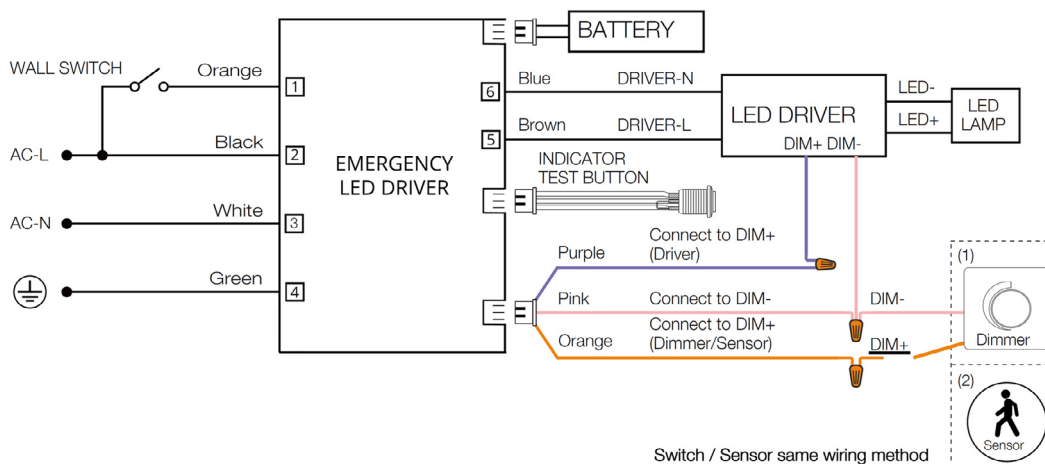 BATTERY
WALL SWITCH
Orange
1
6
Blue
DRIVER-N
LED DRIVER
LED-
LED+
LED
LAMP
AC-L
Black
2
5
Brown
DRIVER-L
DIM+ DIM-
EMERGENCY
LED DRIVER
INDICATOR
TEST BUTTON
AC-N
White
3
Purple
Connect to DIM+
(Driver)
(1)
Green
4
Pink
Connect to DIM-
DIM-
Orange
Connect to DIM+
(Dimmer/Sensor)
DIM+
Dimmer
(2)
Sensor
Switch / Sensor same wiring method